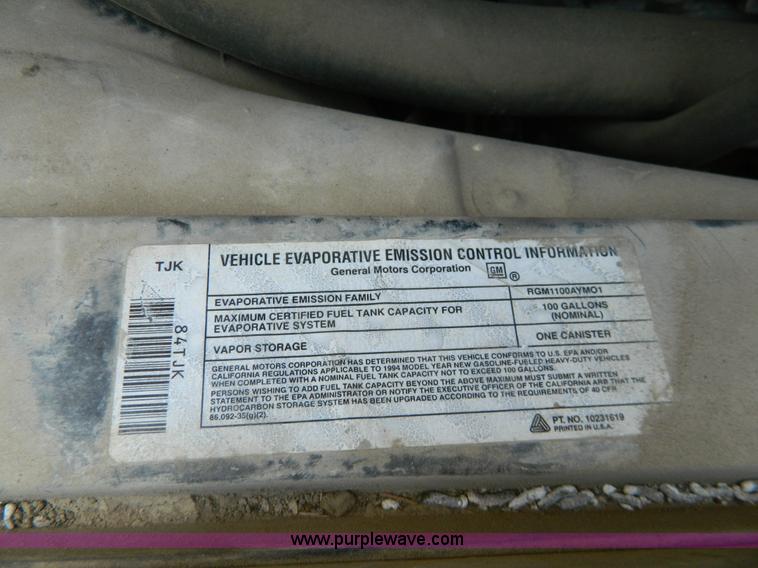 TJK
84TJK
VEHICLE EVAPORATIVE EMISSION CONTROL INFORMATION
General Motors Corporation GM ®
EVAPORATIVE EMISSION FAMILY RGM1100AYMO1
MAXIMUM CERTIFIED FUEL TANK CAPACITY FOR 100 GALLONS
EVAPORATIVE SYSTEM (NOMINAL)
VAPOR STORAGE ONE CANISTER
GENERAL MOTORS CORPORATION HAS DETERMINED THAT THIS VEHICLE CONFORMS TO U.S. EPA AND/OR
CALIFORNIA REGULATIONS APPLICABLE TO 1994 MODEL YEAR NEW GASOLINE-FUELED HEAVY-DUTY VEHICLES
WHEN COMPLETED WITH A NOMINAL FUEL TANK CAPACITY NOT TO EXCEED 100 GALLONS.
PERSONS WISHING TO ADD FUEL TANK CAPACITY BEYOND THE ABOVE MAXIMUM MUST SUBMIT A WRITTEN
STATEMENT TO THE EPA ADMINISTRATOR OR NOTIFY THE EXECUTIVE OFFICER OF THE CALIFORNIA ARB THAT THE
HYDROCARBON STORAGE SYSTEM HAS BEEN UPGRADED ACCORDING TO THE REQUIREMENTS OF 40 CFR
86.092-35(g)(2).
PT. NO. 10231619
PRINTED IN U.S.A.
www.purplewave.com